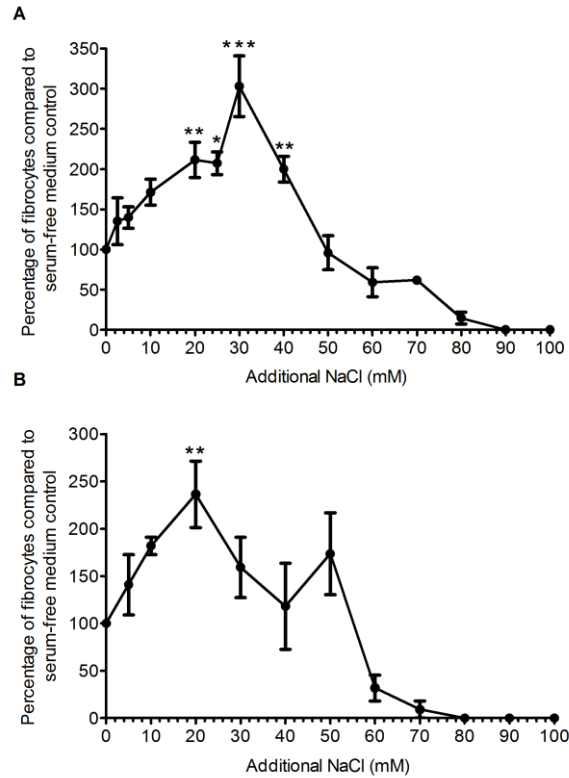 A
Percentage of fibrocytes compared to
serum-free medium control
350
300
250
200
150
100
50
0
**
*
***
**
0 10 20 30 40 50 60 70 80 90 100
Additional NaCl (mM)
B
Percentage of fibrocytes compared to
serum-free medium control
300
250
200
150
100
50
0
**
0 10 20 30 40 50 60 70 80 90 100
Additional NaCl (mM)